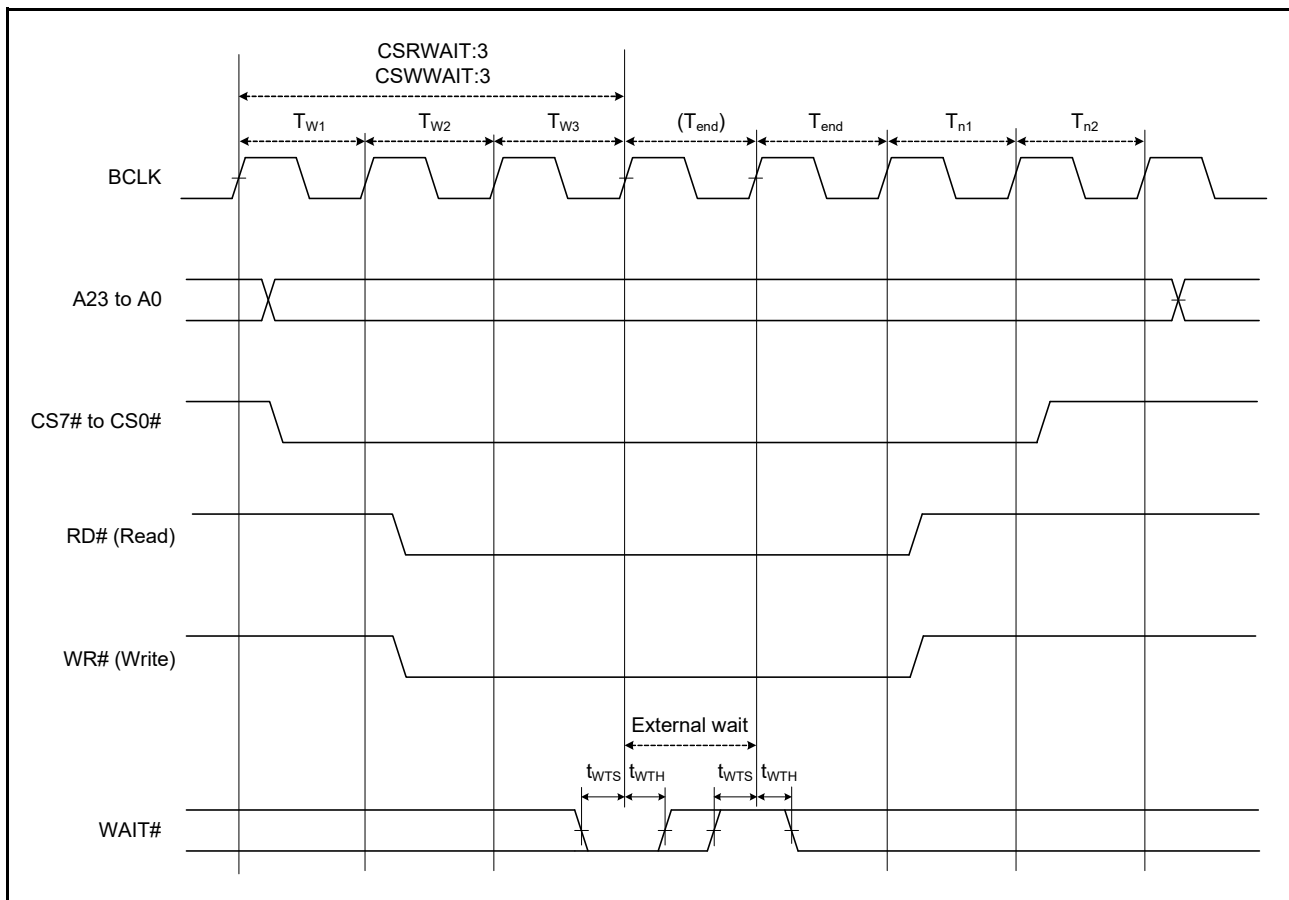 CSRWAIT:3
CSWWAIT:3
TW1 TW2 TW3 (Tend) Tend Tn1 Tn2
BCLK
A23 to A0
CS7# to CS0#
RD# (Read)
WR# (Write)
External wait
tWTS tWTH tWTS tWTH
WAIT#